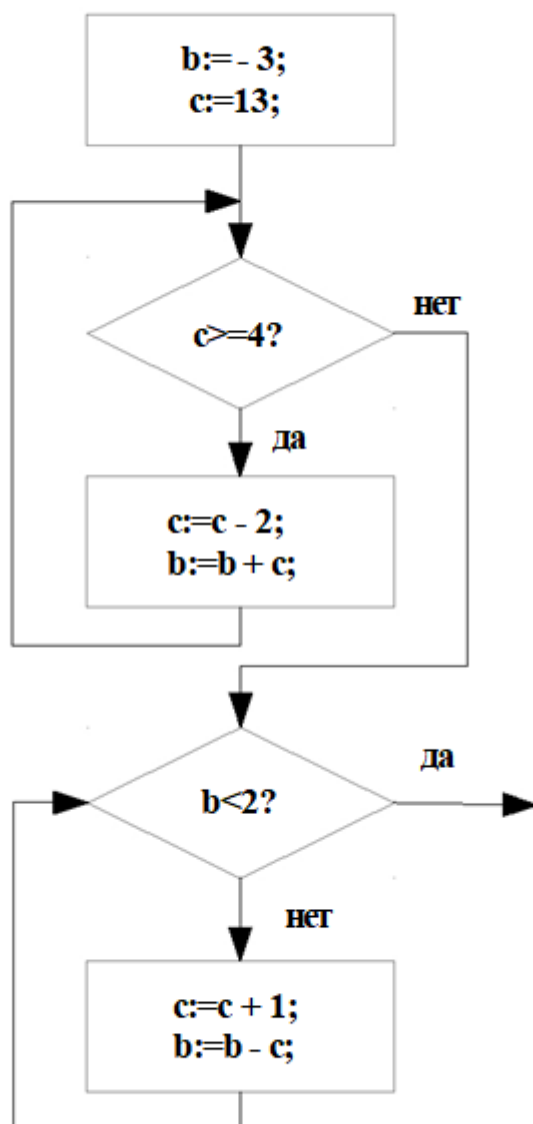 b:= - 3;
c:=13;
c>=4?
нет
да
c:=c - 2;
b:=b + c;
b<2?
да
нет
c:=c + 1;
b:=b - c;